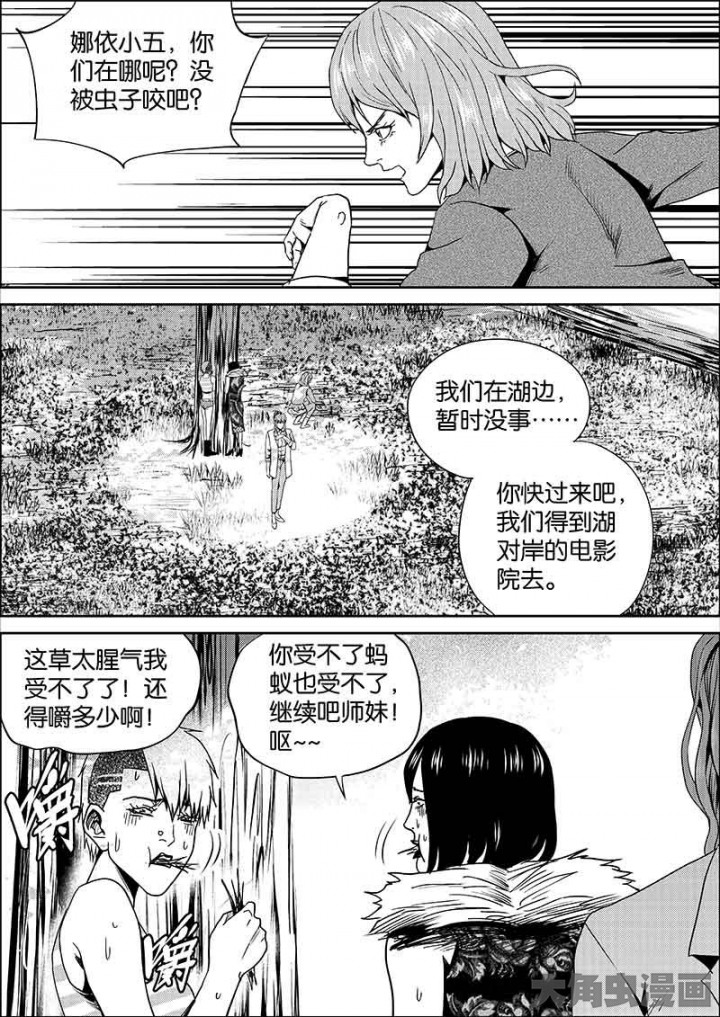 娜依小五，你
们在哪呢？没
被虫子咬吧？
我们在湖边，
暂时没事……
你快过来吧，
我们得到湖
对岸的电影
院去。
这草太腥气我
受不了了！还
得嚼多少啊！
你受不了蚂
蚁也受不了，
继续吧师妹！
呕~~
嚼
嚼
大角虫漫画